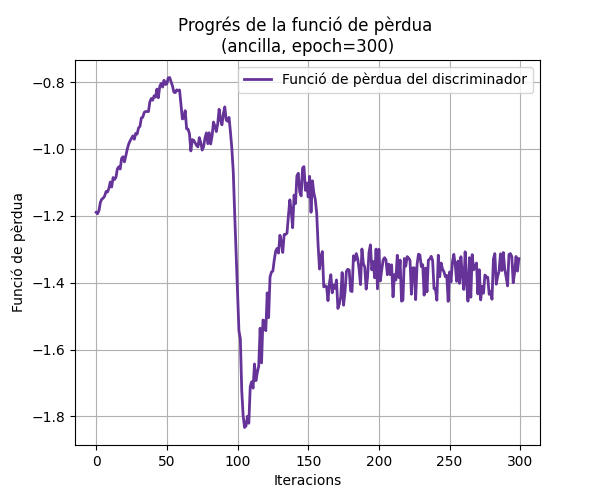 Progrés de la funció de pèrdua
(ancilla, epoch=300)
Funció de pèrdua del discriminador
Funció de pèrdua
−0.8
−1.0
−1.2
−1.4
−1.6
−1.8
0 50 100 150 200 250 300
Iteracions